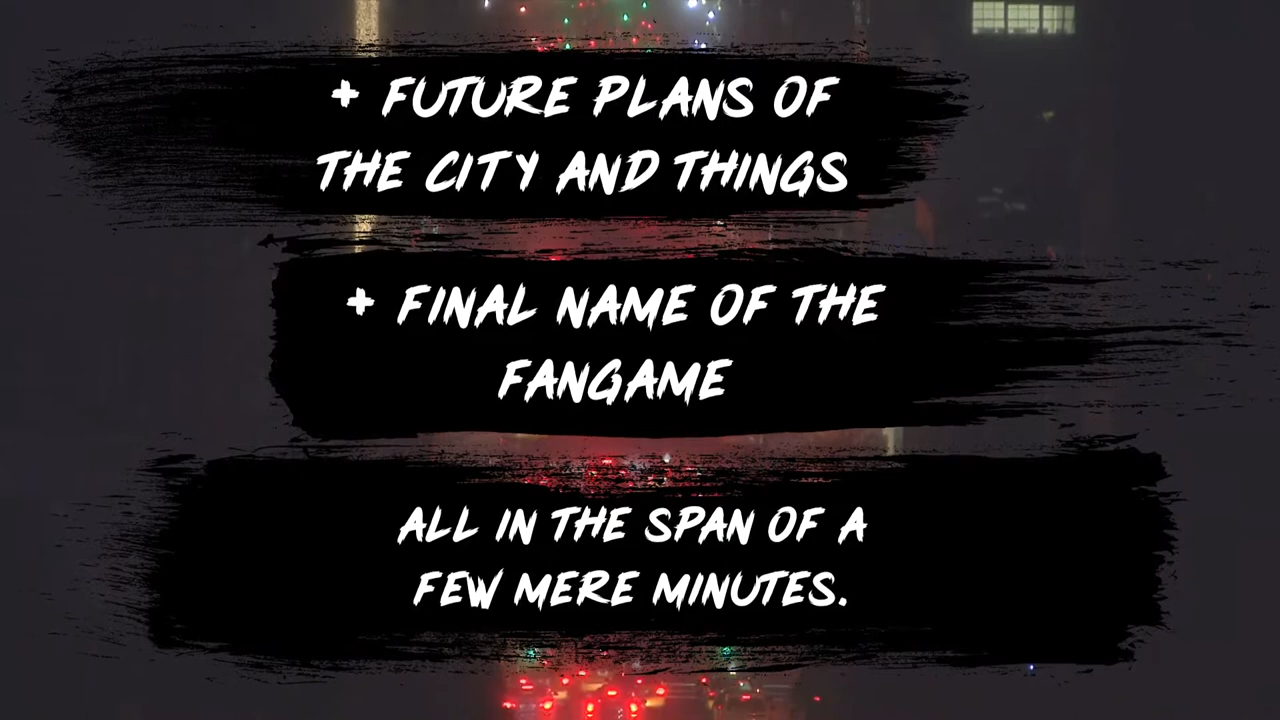 + FUTURE PLANS OF
THE CITY AND THINGS
+ FINAL NAME OF THE
FANGAME
ALL IN THE SPAN OF A
FEW MERE MINUTES.